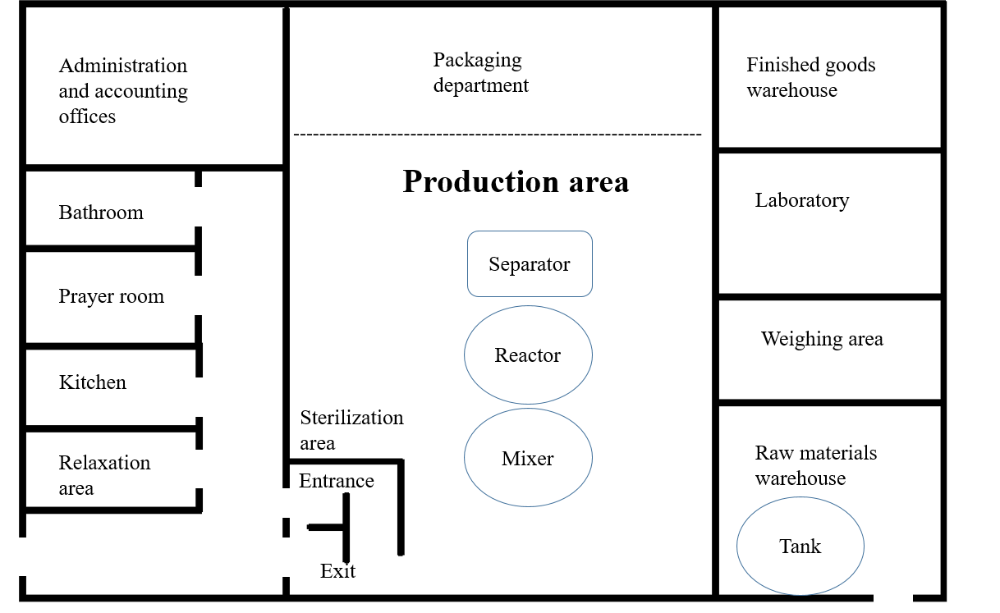 Administration
and accounting
offices
Packaging
department
Finished goods
warehouse
Production area
Bathroom
Laboratory
Separator
Prayer room
Reactor
Weighing area
Kitchen
Sterilization
area
Mixer
Raw materials
warehouse
Relaxation
area
Entrance
Tank
Exit